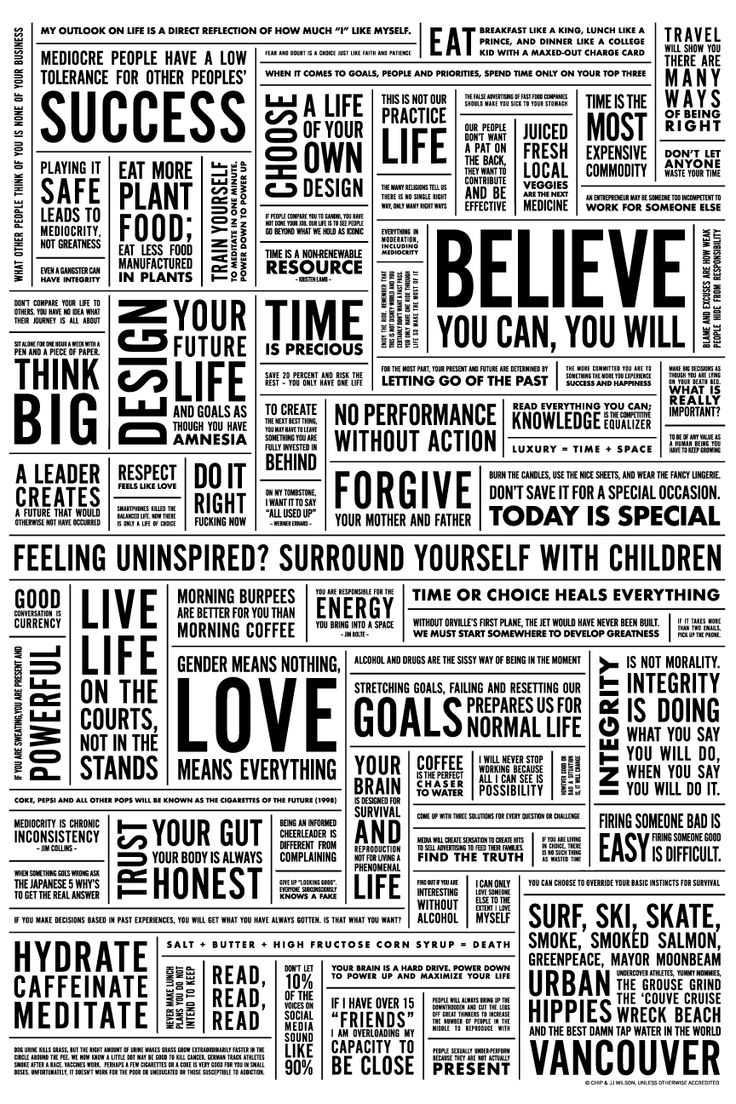 WHAT OTHER PEOPLE THINK OF YOU IS NONE OF YOUR BUSINESS
MY OUTLOOK ON LIFE IS A DIRECT REFLECTION OF HOW MUCH “I” LIKE MYSELF.
MEDIOCRE PEOPLE HAVE A LOW
TOLERANCE FOR OTHER PEOPLES’
SUCCESS
FEAR AND DOUBT IS A CHOICE JUST LIKE FAITH AND PATIENCE
EAT
BREAKFAST LIKE A KING, LUNCH LIKE A
PRINCE, AND DINNER LIKE A COLLEGE
KID WITH A MAXED-OUT CHARGE CARD
WHEN IT COMES TO GOALS, PEOPLE AND PRIORITIES, SPEND TIME ONLY ON YOUR TOP THREE
TRAVEL
WILL SHOW YOU
THERE ARE
MANY
WAYS
OF BEING
RIGHT
DON’T LET
ANYONE
WASTE YOUR TIME
CHOOSE
A LIFE
OF YOUR
OWN
DESIGN
THIS IS NOT OUR
PRACTICE
LIFE
THE MANY RELIGIONS TELL US
THERE IS NO SINGLE RIGHT
WAY, ONLY MANY RIGHT WAYS
THE FALSE ADVERTISING OF FAST FOOD COMPANIES
SHOULD MAKE YOU SICK TO YOUR STOMACH
OUR PEOPLE
DON’T WANT
A PAT ON
THE BACK,
THEY WANT TO
CONTRIBUTE
AND BE
EFFECTIVE
JUICED
FRESH
LOCAL
VEGGIES
ARE THE NEXT
MEDICINE
TIME IS THE
MOST
EXPENSIVE
COMMODITY
AN ENTREPRENEUR MAY BE SOMEONE TOO INCOMPETENT TO
WORK FOR SOMEONE ELSE
PLAYING IT
SAFE
LEADS TO
MEDIOCRITY,
NOT GREATNESS
EVEN A GANGSTER CAN
HAVE INTEGRITY
EAT MORE
PLANT
FOOD;
EAT LESS FOOD
MANUFACTURED
IN PLANTS
TRAIN YOURSELF
TO MEDITATE IN ONE MINUTE.
POWER DOWN TO POWER UP
IF PEOPLE COMPARE YOU TO GANDHI, YOU HAVE
NOT DONE YOUR JOB. OUR LIFE IS TO SEE PEOPLE
GO BEYOND WHAT WE HOLD AS ICONIC
TIME IS A NON-RENEWABLE
RESOURCE
- KRISTEN LAMB -
EVERYTHING IN
MODERATION,
INCLUDING
MEDIOCRITY
ENJOY THE RIDE. REMEMBER THAT
THIS IS NOT DISNEY WORLD AND YOU
CERTAINLY DON'T HAVE A FAST PASS.
YOU ONLY HAVE ONE RIDE THROUGH
LIFE SO MAKE THE MOST OF IT
BELIEVE
YOU CAN, YOU WILL
BLAME AND EXCUSES ARE HOW WEAK
PEOPLE HIDE FROM RESPONSIBILITY
DON’T COMPARE YOUR LIFE TO
OTHERS. YOU HAVE NO IDEA WHAT
THEIR JOURNEY IS ALL ABOUT
SIT ALONE FOR ONE HOUR A WEEK WITH A
PEN AND A PIECE OF PAPER.
THINK
BIG
DESIGN
YOUR
FUTURE
LIFE
AND GOALS AS
THOUGH YOU HAVE
AMNESIA
TIME
IS PRECIOUS
SAVE 20 PERCENT AND RISK THE
REST – YOU ONLY HAVE ONE LIFE
FOR THE MOST PART, YOUR PRESENT AND FUTURE ARE DETERMINED BY
LETTING GO OF THE PAST
THE MORE COMMITTED YOU ARE TO
SOMETHING THE MORE YOU EXPERIENCE
SUCCESS AND HAPPINESS
MAKE BIG DECISIONS AS
THOUGH YOU ARE LYING
ON YOUR DEATH BED.
WHAT IS
REALLY
IMPORTANT?
TO BE OF ANY VALUE AS
A HUMAN BEING YOU
HAVE TO KEEP GROWING
TO CREATE
THE NEXT BEST THING,
YOU MAY HAVE TO LEAVE
SOMETHING YOU ARE
FULLY INVESTED IN
BEHIND
ON MY TOMBSTONE,
I WANT IT TO SAY
“ALL USED UP”
- WERNER ERHARD -
NO PERFORMANCE
WITHOUT ACTION
READ EVERYTHING YOU CAN;
KNOWLEDGE IS THE COMPETITIVE
EQUALIZER
LUXURY = TIME + SPACE
A LEADER
CREATES
A FUTURE THAT WOULD
OTHERWISE NOT HAVE OCCURRED
RESPECT
FEELS LIKE LOVE
SMARTPHONES KILLED THE
BALANCED LIFE. NOW THERE
IS ONLY A LIFE OF CHOICE
DO IT
RIGHT
FUCKING NOW
FORGIVE
YOUR MOTHER AND FATHER
BURN THE CANDLES, USE THE NICE SHEETS, AND WEAR THE FANCY LINGERIE.
DON’T SAVE IT FOR A SPECIAL OCCASION.
TODAY IS SPECIAL
FEELING UNINSPIRED? SURROUND YOURSELF WITH CHILDREN
GOOD
CONVERSATION IS
CURRENCY
IF YOU ARE SWEATING, YOU ARE PRESENT AND
POWERFUL
LIVE
LIFE
ON THE
COURTS,
NOT IN THE
STANDS
MORNING BURPEES
ARE BETTER FOR YOU THAN
MORNING COFFEE
YOU ARE RESPONSIBLE FOR THE
ENERGY
YOU BRING INTO A SPACE
- JIM BOLTE -
TIME OR CHOICE HEALS EVERYTHING
WITHOUT ORVILLE’S FIRST PLANE, THE JET WOULD HAVE NEVER BEEN BUILT.
WE MUST START SOMEWHERE TO DEVELOP GREATNESS
IF IT TAKES MORE
THAN TWO EMAILS,
PICK UP THE PHONE.
GENDER MEANS NOTHING,
LOVE
MEANS EVERYTHING
ALCOHOL AND DRUGS ARE THE SISSY WAY OF BEING IN THE MOMENT
STRETCHING GOALS, FAILING AND RESETTING OUR
GOALS PREPARES US FOR
NORMAL LIFE
INTEGRITY
IS NOT MORALITY.
INTEGRITY
IS DOING
WHAT YOU SAY
YOU WILL DO,
WHEN YOU SAY
YOU WILL DO IT.
YOUR
BRAIN
IS DESIGNED FOR
SURVIVAL
AND
REPRODUCTION
NOT FOR LIVING A
PHENOMENAL
LIFE
COFFEE
IS THE PERFECT
CHASER
TO WATER
I WILL NEVER STOP
WORKING BECAUSE
ALL I CAN SEE IS
POSSIBILITY
HOWEVER GOOD OR
BAD A SITUATION
IS, IT WILL CHANGE
COKE, PEPSI AND ALL OTHER POPS WILL BE KNOWN AS THE CIGARETTES OF THE FUTURE (1998)
MEDIOCRITY IS CHRONIC
INCONSISTENCY
- JIM COLLINS -
WHEN SOMETHING GOES WRONG ASK
THE JAPANESE 5 WHY’S
TO GET THE REAL ANSWER
TRUST
YOUR GUT
YOUR BODY IS ALWAYS
HONEST
BEING AN INFORMED
CHEERLEADER IS
DIFFERENT FROM
COMPLAINING
GIVE UP “LOOKING GOOD”.
EVERYONE SUBCONSCIOUSLY
KNOWS A FAKE
COME UP WITH THREE SOLUTIONS FOR EVERY QUESTION OR CHALLENGE
MEDIA WILL CREATE SENSATION TO CREATE HITS
TO SELL ADVERTISING TO FEED THEIR FAMILIES.
FIND THE TRUTH
IF YOU ARE LIVING
IN CHOICE, THERE
IS NO SUCH THING
AS WASTED TIME
FIRING SOMEONE BAD IS
EASY FIRING SOMEONE GOOD
IS DIFFICULT.
IF YOU MAKE DECISIONS BASED IN PAST EXPERIENCES, YOU WILL GET WHAT YOU HAVE ALWAYS GOTTEN. IS THAT WHAT YOU WANT?
FIND OUT IF YOU ARE
INTERESTING
WITHOUT
ALCOHOL
I CAN ONLY
LOVE SOMEONE
ELSE TO THE
EXTENT I LOVE
MYSELF
YOU CAN CHOOSE TO OVERRIDE YOUR BASIC INSTINCTS FOR SURVIVAL
HYDRATE
CAFFEINATE
MEDITATE
SALT + BUTTER + HIGH FRUCTOSE CORN SYRUP = DEATH
NEVER MAKE LUNCH
PLANS YOU DO NOT
INTEND TO KEEP
READ,
READ,
READ
DON’T LET
10%
OF THE
VOICES ON
SOCIAL
MEDIA
SOUND
LIKE
90%
YOUR BRAIN IS A HARD DRIVE. POWER DOWN
TO POWER UP AND MAXIMIZE YOUR LIFE
IF I HAVE OVER 15
“FRIENDS”
I AM OVERLOADING MY
CAPACITY TO
BE CLOSE
PEOPLE WILL ALWAYS BRING UP THE
DOWNTRODDEN AND CUT THE LEGS
OFF GREAT THINKERS TO INCREASE
THE NUMBER OF PEOPLE IN THE
MIDDLE TO REPRODUCE WITH
PEOPLE SEXUALLY UNDER-PERFORM
BECAUSE THEY ARE NOT ACTUALLY
PRESENT
DOG URINE KILLS GRASS, BUT THE RIGHT AMOUNT OF URINE MAKES GRASS GROW EXTRAORDINARILY FASTER IN THE
CIRCLE AROUND THE PEE. WE NOW KNOW A LITTLE DOT MAY BE GOOD TO KILL CANCER. GERMAN TRACK ATHLETES
SMOKE AFTER A RACE. VACCINES WORK. PERHAPS A FEW CIGARETTES OR A COKE IS VERY GOOD FOR YOU IN SMALL
DOSES. UNFORTUNATELY, IT DOESN’T WORK FOR THE POOR OR UNEDUCATED OR THOSE SUSCEPTIBLE TO ADDICTION.
SURF, SKI, SKATE,
SMOKE, SMOKED SALMON,
GREENPEACE, MAYOR MOONBEAM
URBAN
HIPPIES
UNDERCOVER ATHLETES, YUMMY MOMMIES,
THE GROUSE GRIND
THE ‘COUVE CRUISE
WRECK BEACH
AND THE BEST DAMN TAP WATER IN THE WORLD
VANCOUVER
© CHIP & JJ WILSON, UNLESS OTHERWISE ACCREDITED